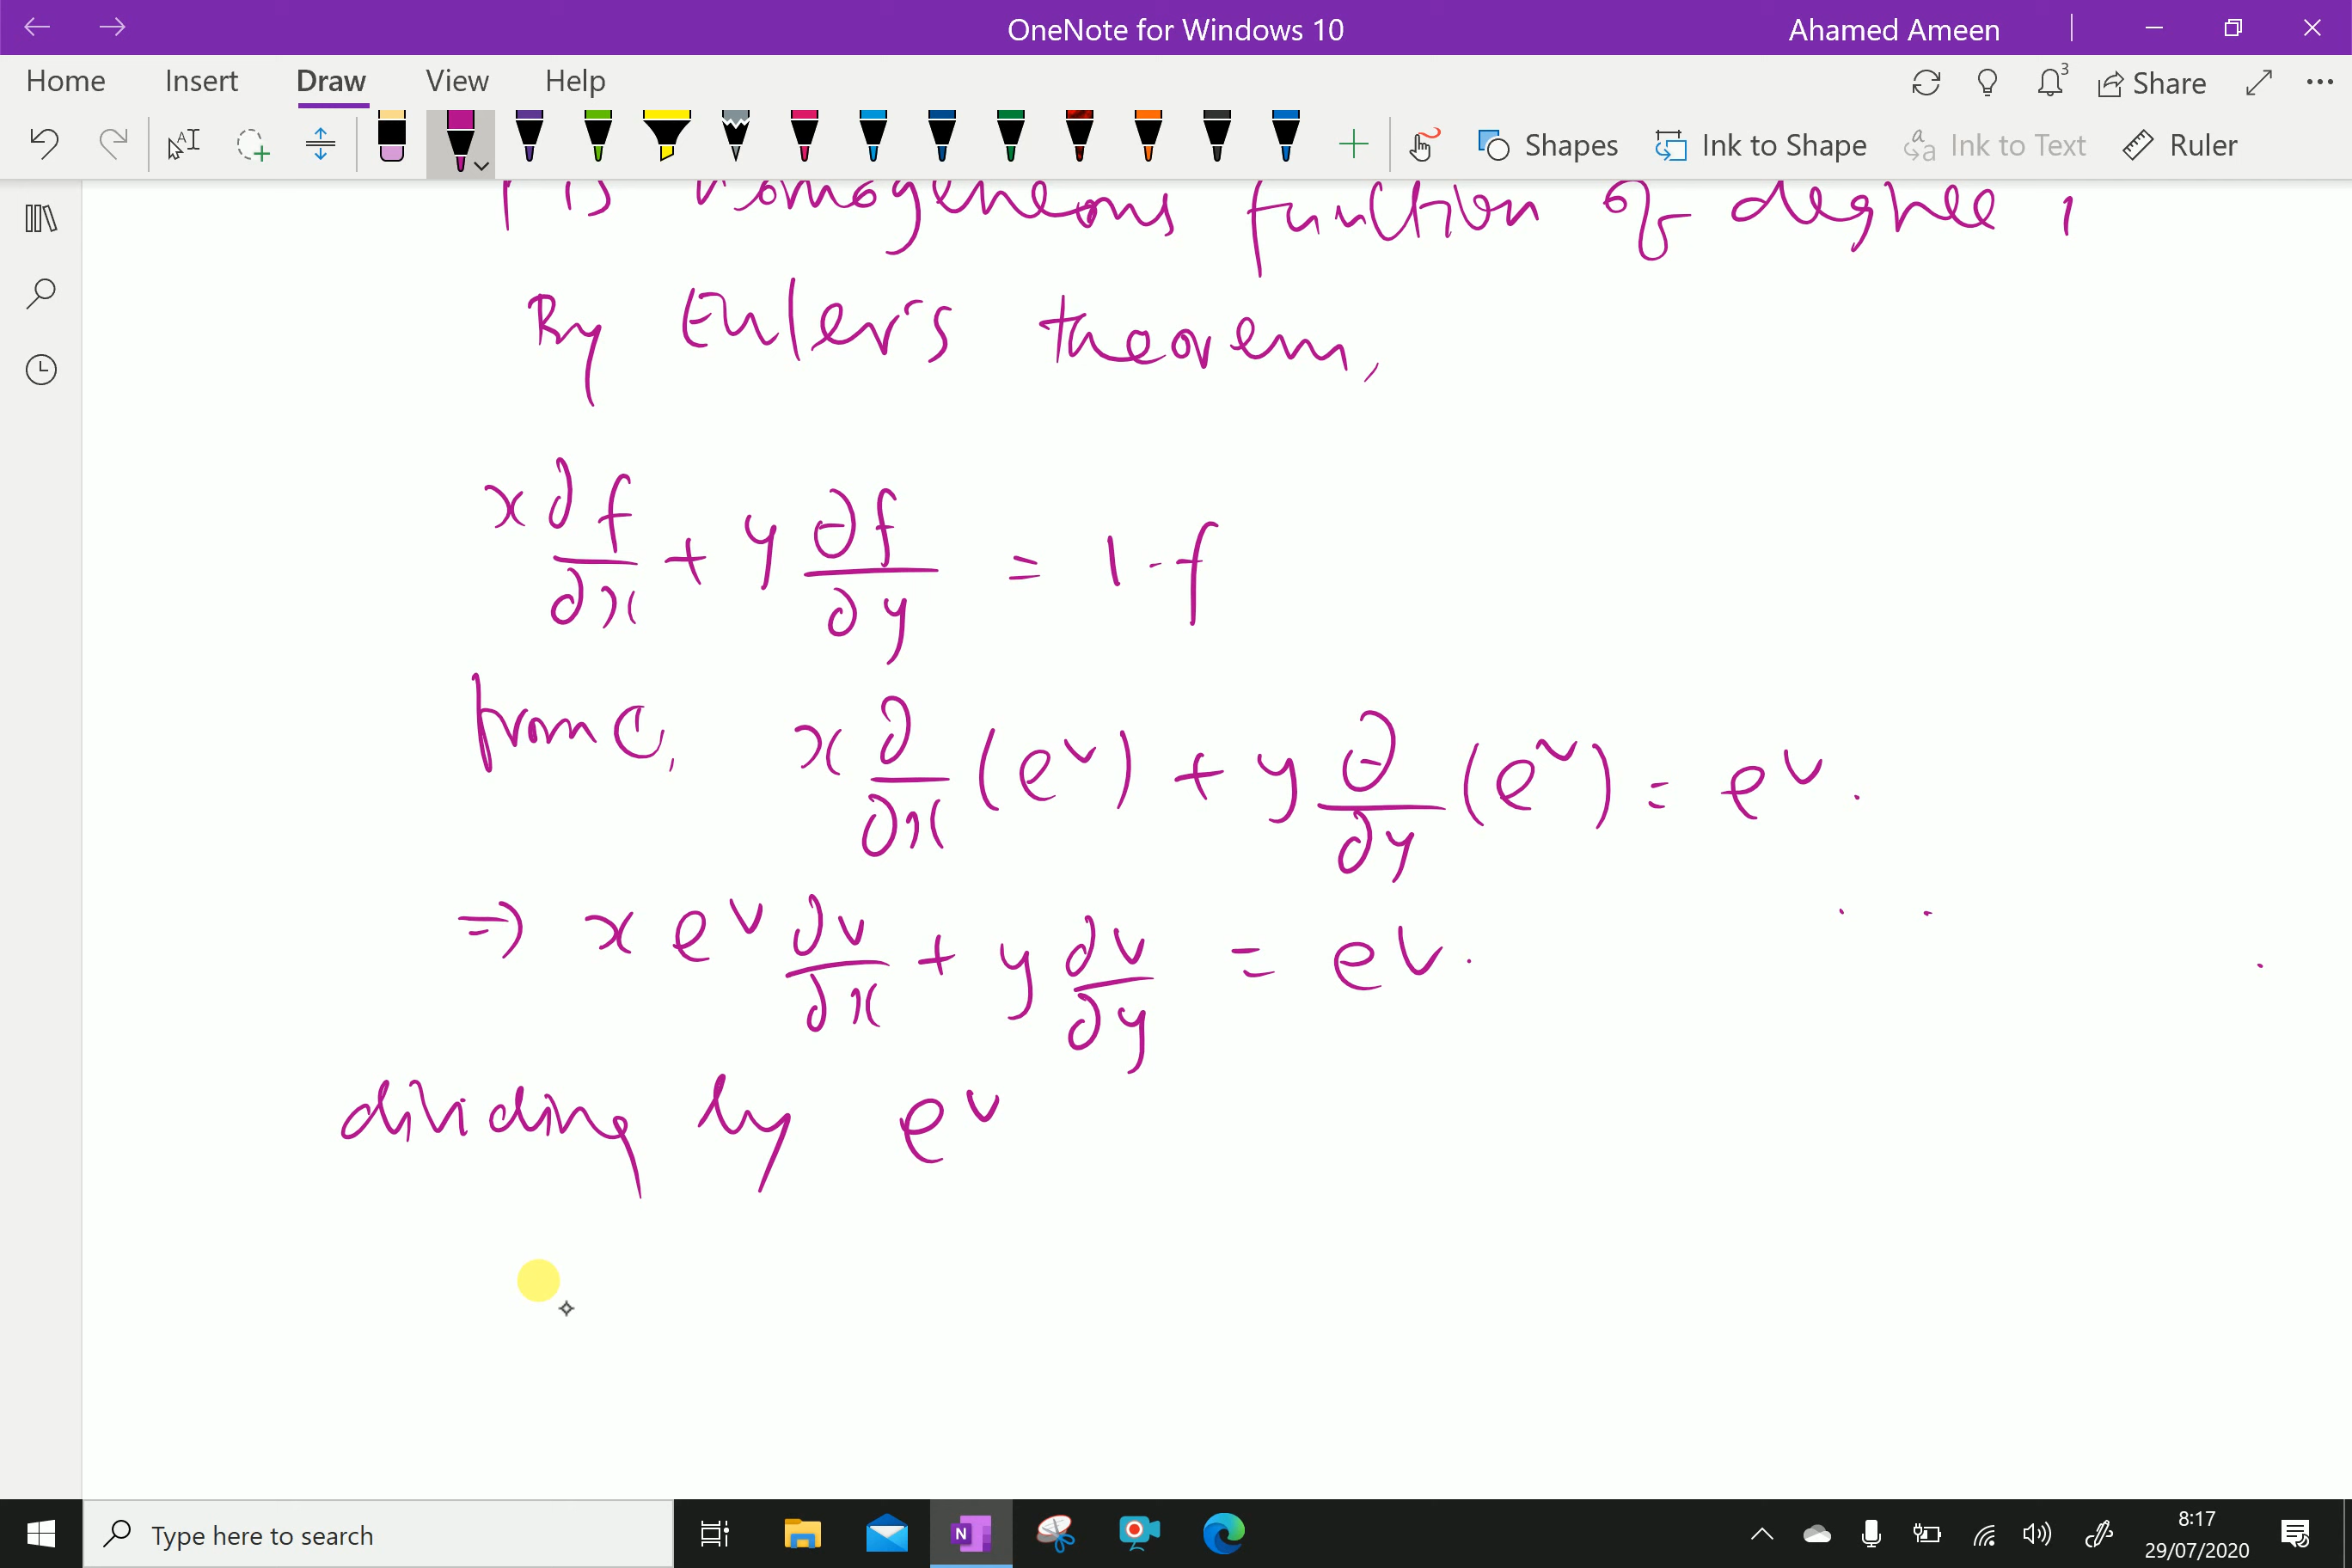 OneNote for Windows 10
Ahamed Ameen
Home Insert Draw View Help
3
Share
Shapes Ink to Shape Ink to Text Ruler
f is homogeneous function of degree 1
By Euler's theorem,
x ∂f/∂x + y ∂f/∂y = 1·f
from ①, x ∂/∂x (e^v) + y ∂/∂y (e^v) = e^v.
⇒ x e^v ∂v/∂x + y ∂v/∂y = e^v.
dividing by e^v
Type here to search
N
8:17
29/07/2020